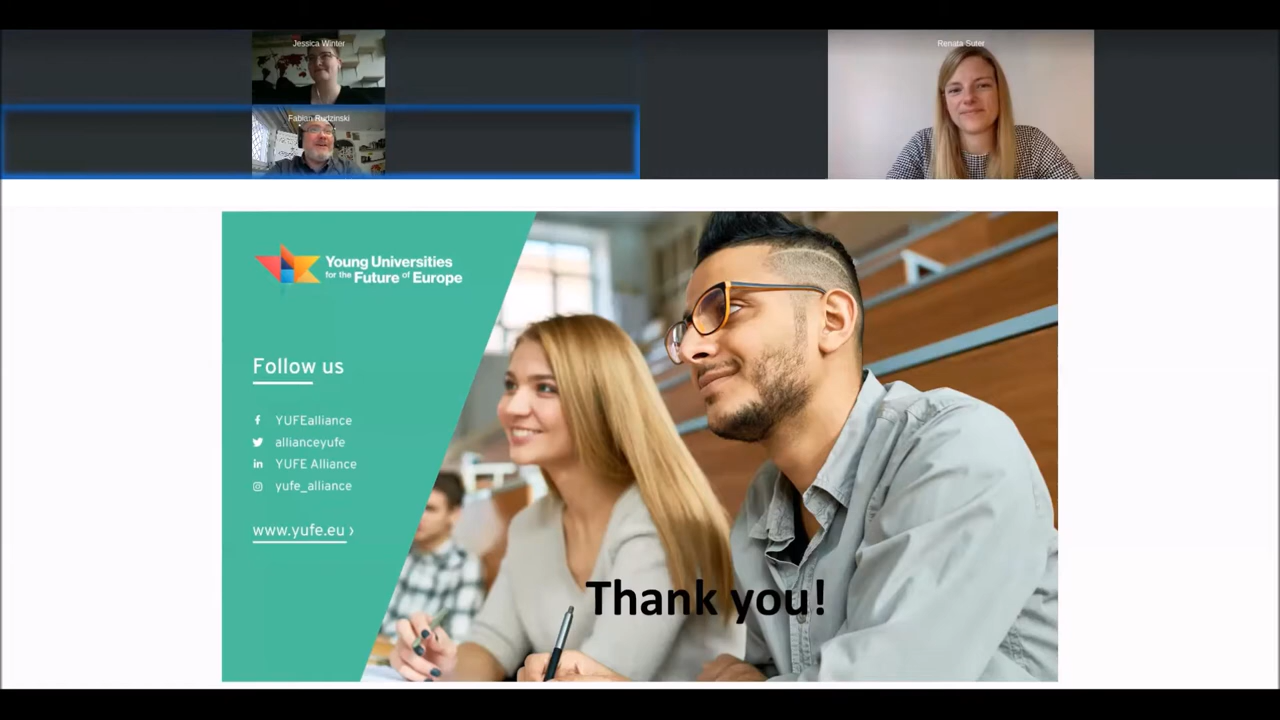 Jessica Winter
Renata Suter
Fabian Rudzinski
Young Universities
for the Future of Europe
Follow us
YUFEalliance
allianceyufe
YUFE Alliance
yufe_alliance
www.yufe.eu ›
Thank you!